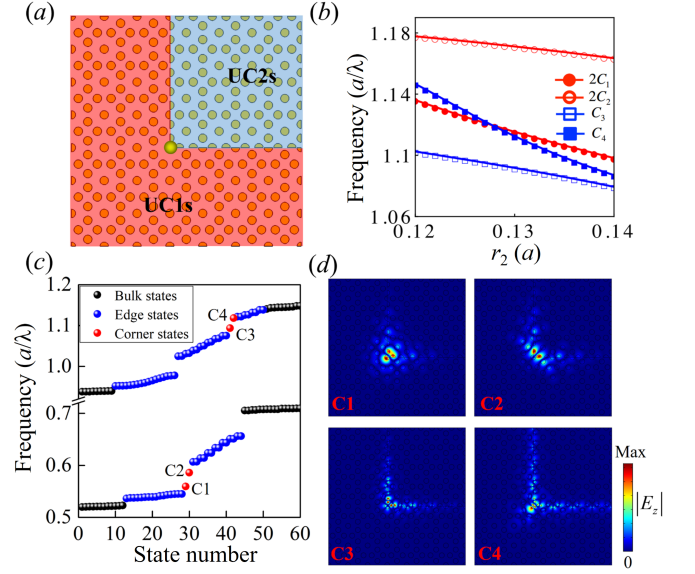 (a)
UC2s
UC1s
(b)
Frequency (a/λ)
1.18
1.14
1.1
1.06
0.12
0.13
0.14
r₂ (a)
2C₁
2C₂
C₃
C₄
(c)
Frequency (a/λ)
1.2
1.1
1.0
0.9
0.7
0.6
0.5
0
10
20
30
40
50
60
State number
Bulk states
Edge states
Corner states
C4
C3
C2
C1
(d)
C1
C2
C3
C4
Max
|E_z|
0